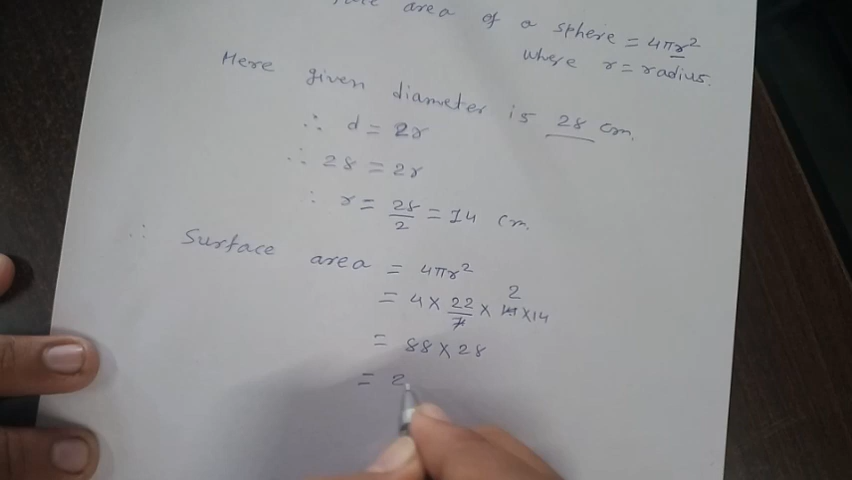 area of a sphere = 4πr²
where r = radius.
Here given diameter is 28 cm.
∴ d = 2r
∴ 28 = 2r
∴ r = 28/2 = 14 cm.
∴ Surface area = 4πr²
2
= 4 × 22/7 × 14 × 14
= 88 × 28
= 2